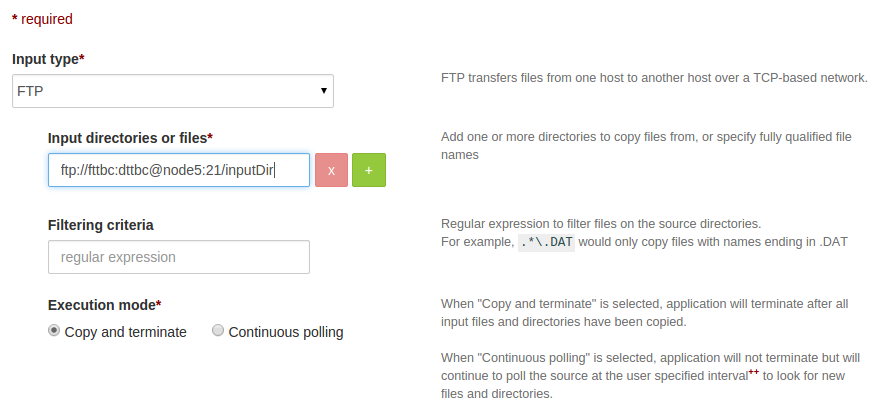 * required
Input type*
FTP
FTP transfers files from one host to another host over a TCP-based network.
Input directories or files*
Add one or more directories to copy files from, or specify fully qualified file
names
ftp://fttbc:dttbc@node5:21/inputDir
x
+
Filtering criteria
Regular expression to filter files on the source directories.
For example, .*\.DAT would only copy files with names ending in .DAT
regular expression
Execution mode*
When "Copy and terminate" is selected, application will terminate after all
input files and directories have been copied.
Copy and terminate
Continuous polling
When "Continuous polling" is selected, application will not terminate but will
continue to poll the source at the user specified interval++ to look for new
files and directories.